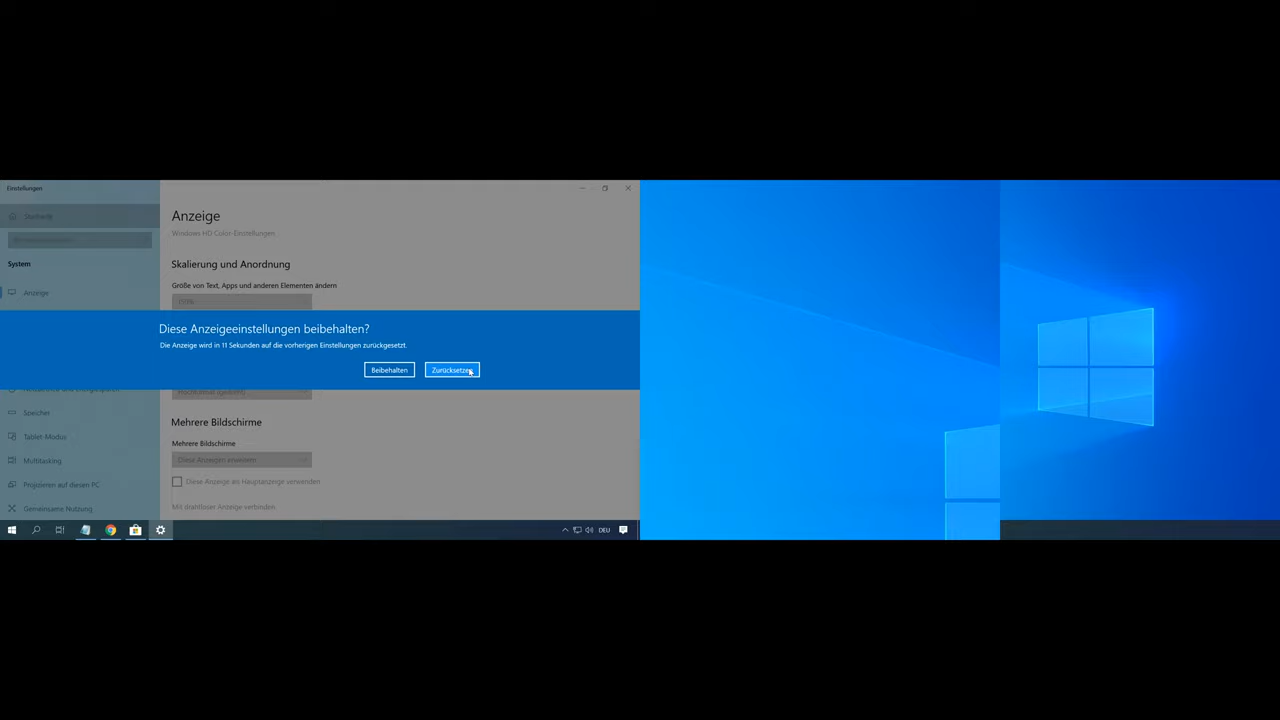 Einstellungen
Startseite
System
Anzeige
Speicher
Tablet-Modus
Multitasking
Projizieren auf diesen PC
Gemeinsame Nutzung
Anzeige
Windows HD Color-Einstellungen
Skalierung und Anordnung
Größe von Text, Apps und anderen Elementen ändern
Diese Anzeigeeinstellungen beibehalten?
Die Anzeige wird in 11 Sekunden auf die vorherigen Einstellungen zurückgesetzt.
Beibehalten
Zurücksetzen
Mehrere Bildschirme
Mehrere Bildschirme
Diese Anzeigen erweitern
Diese Anzeige als Hauptanzeige verwenden
Mit drahtloser Anzeige verbinden
DEU